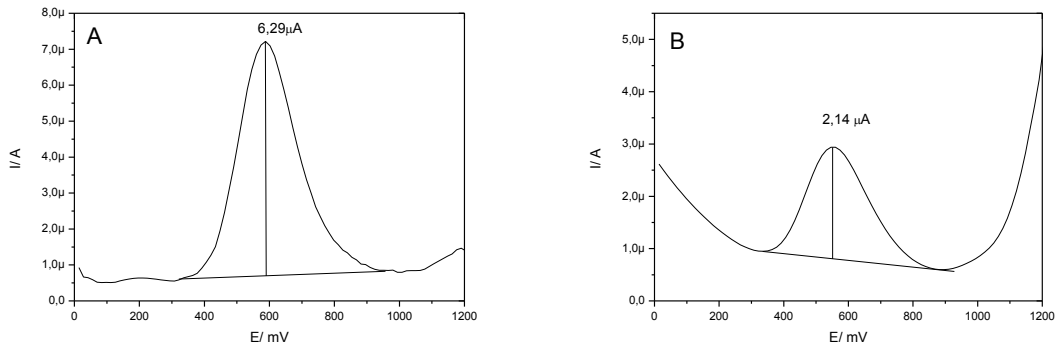 A
6,29µA
8,0µ
7,0µ
6,0µ
5,0µ
4,0µ
3,0µ
2,0µ
1,0µ
0,0
I/ A
0 200 400 600 800 1000 1200
E/ mV
B
2,14 µA
5,0µ
4,0µ
3,0µ
2,0µ
1,0µ
0,0
I/ A
0 200 400 600 800 1000 1200
E/ mV